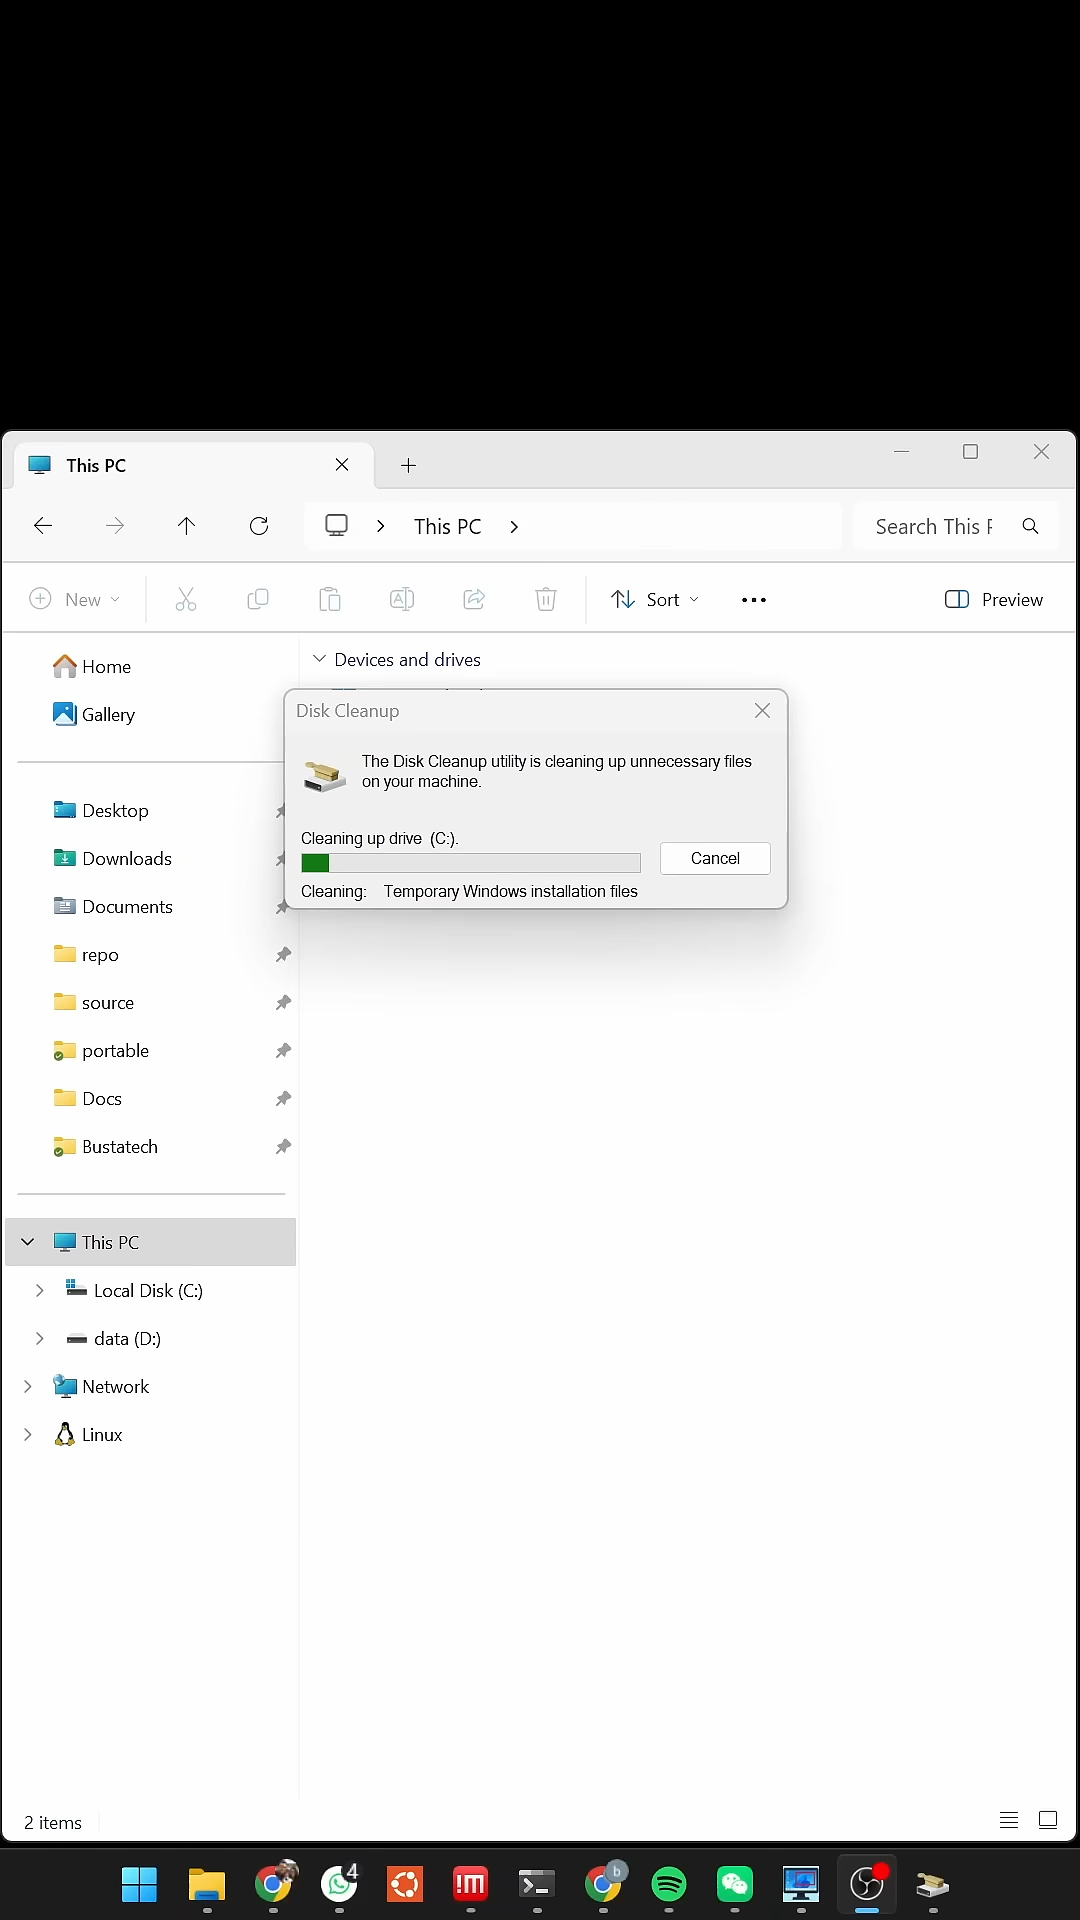 This PC
This PC
Search This P
New
Sort
Preview
Home
Gallery
Devices and drives
Disk Cleanup
The Disk Cleanup utility is cleaning up unnecessary files
on your machine.
Cleaning up drive (C:).
Cancel
Cleaning: Temporary Windows installation files
Desktop
Downloads
Documents
repo
source
portable
Docs
Bustatech
This PC
Local Disk (C:)
data (D:)
Network
Linux
2 items
4
b
!m